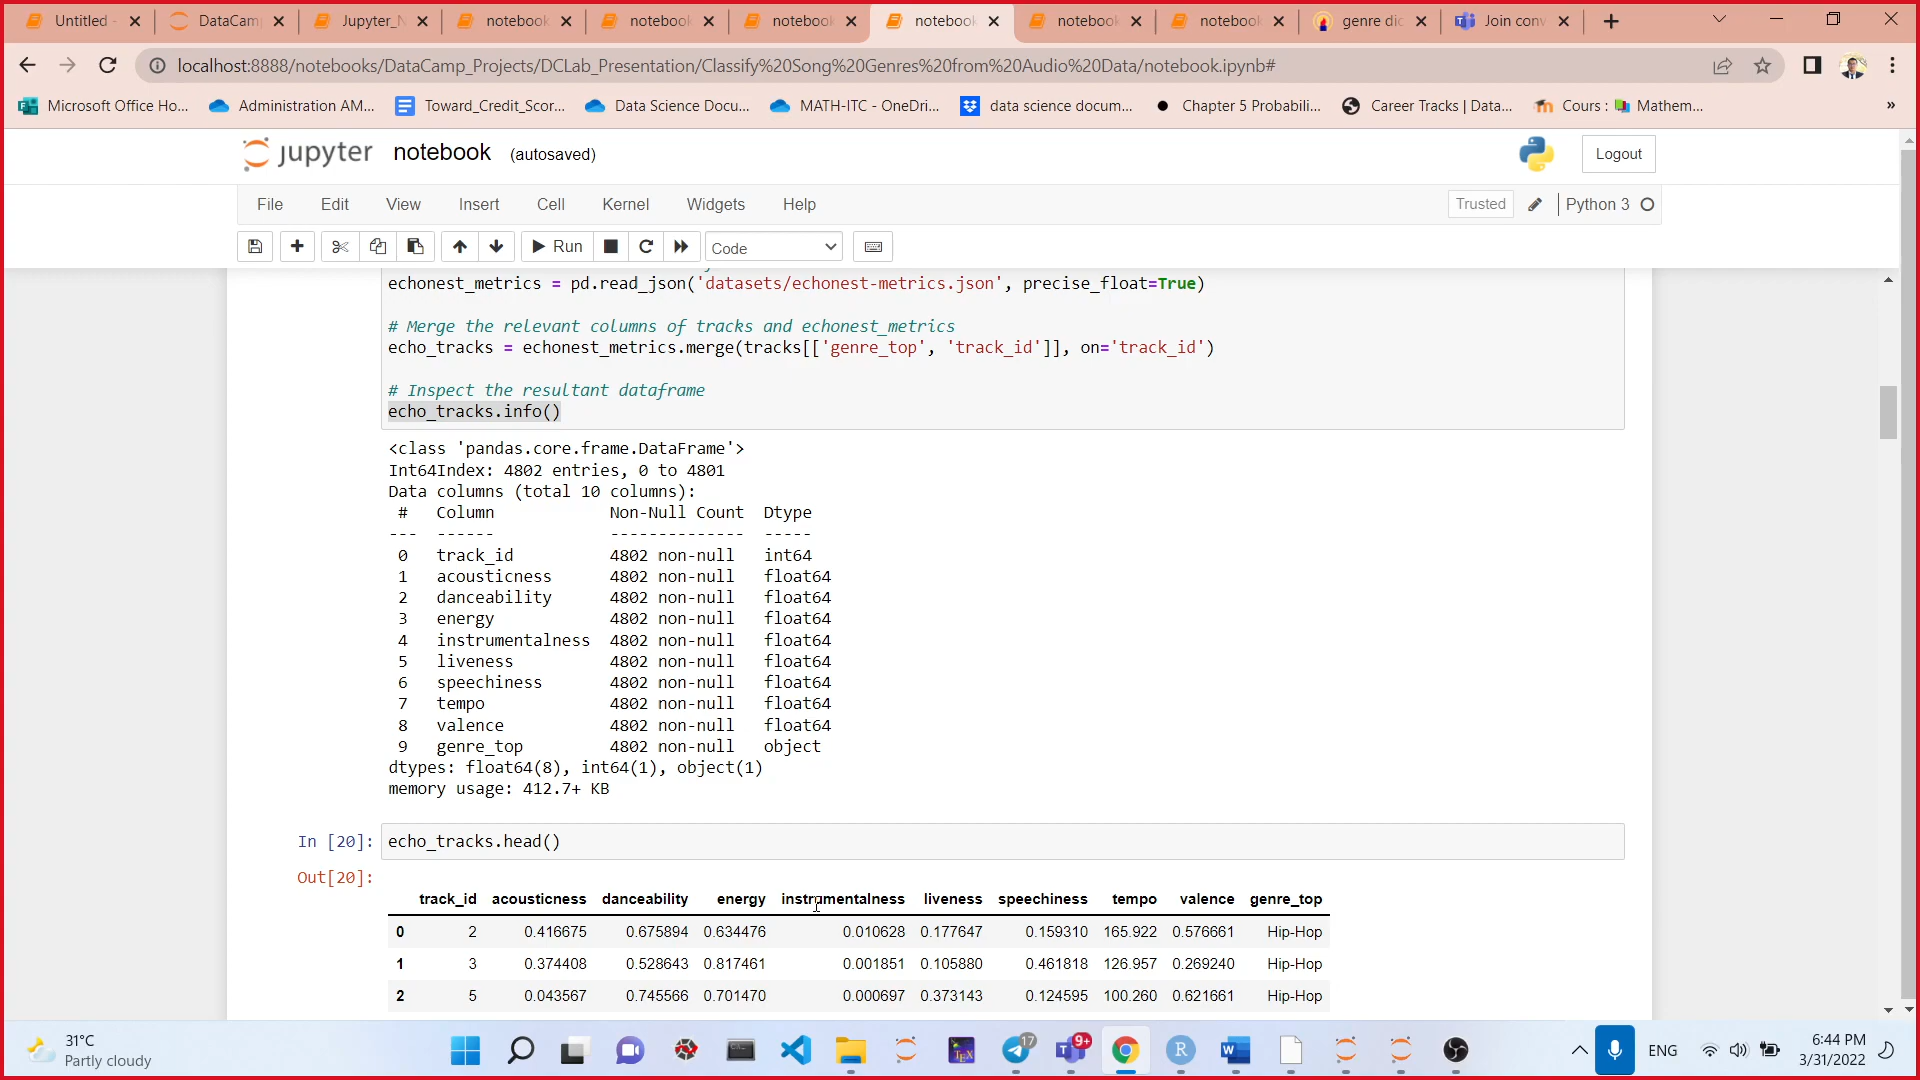 Untitled -
DataCamp
Jupyter_N
notebook
notebook
notebook
notebook
notebook
notebook
genre dic
Join conv
localhost:8888/notebooks/DataCamp_Projects/DCLab_Presentation/Classify%20Song%20Genres%20from%20Audio%20Data/notebook.ipynb#
Microsoft Office Ho...
Administration AM...
Toward_Credit_Scor...
Data Science Docu...
MATH-ITC - OneDri...
data science docum...
Chapter 5 Probabili...
Career Tracks | Data...
Cours :
Mathem...
»
jupyter notebook (autosaved)
Logout
File Edit View Insert Cell Kernel Widgets Help
Trusted
Python 3
Run
Code
echonest_metrics = pd.read_json('datasets/echonest-metrics.json', precise_float=True)
# Merge the relevant columns of tracks and echonest_metrics
echo_tracks = echonest_metrics.merge(tracks[['genre_top', 'track_id']], on='track_id')
# Inspect the resultant dataframe
echo_tracks.info()
<class 'pandas.core.frame.DataFrame'>
Int64Index: 4802 entries, 0 to 4801
Data columns (total 10 columns):
# Column Non-Null Count Dtype
--- ------ -------------- -----
0 track_id 4802 non-null int64
1 acousticness 4802 non-null float64
2 danceability 4802 non-null float64
3 energy 4802 non-null float64
4 instrumentalness 4802 non-null float64
5 liveness 4802 non-null float64
6 speechiness 4802 non-null float64
7 tempo 4802 non-null float64
8 valence 4802 non-null float64
9 genre_top 4802 non-null object
dtypes: float64(8), int64(1), object(1)
memory usage: 412.7+ KB
In [20]: echo_tracks.head()
Out[20]:
track_id acousticness danceability energy instrumentalness liveness speechiness tempo valence genre_top
0 2 0.416675 0.675894 0.634476 0.010628 0.177647 0.159310 165.922 0.576661 Hip-Hop
1 3 0.374408 0.528643 0.817461 0.001851 0.105880 0.461818 126.957 0.269240 Hip-Hop
2 5 0.043567 0.745566 0.701470 0.000697 0.373143 0.124595 100.260 0.621661 Hip-Hop
31°C
Partly cloudy
TEX
17
9+
R
W
ENG
6:44 PM
3/31/2022